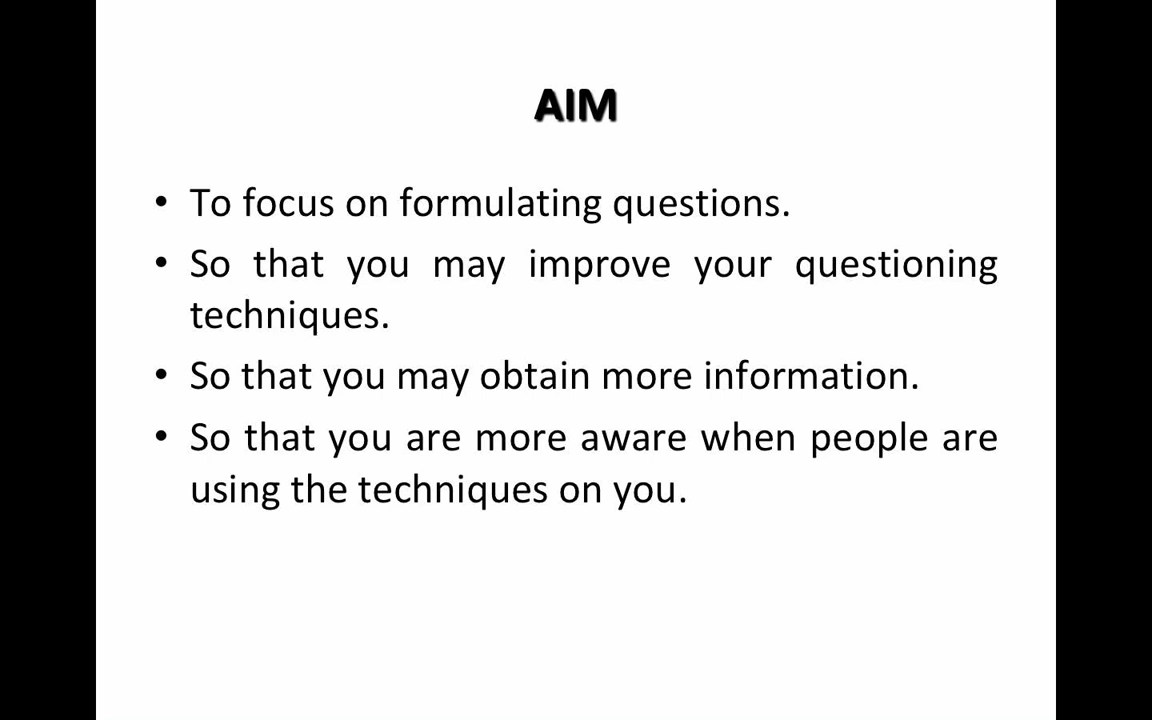 AIM
• To focus on formulating questions.
• So that you may improve your questioning
techniques.
• So that you may obtain more information.
• So that you are more aware when people are
using the techniques on you.